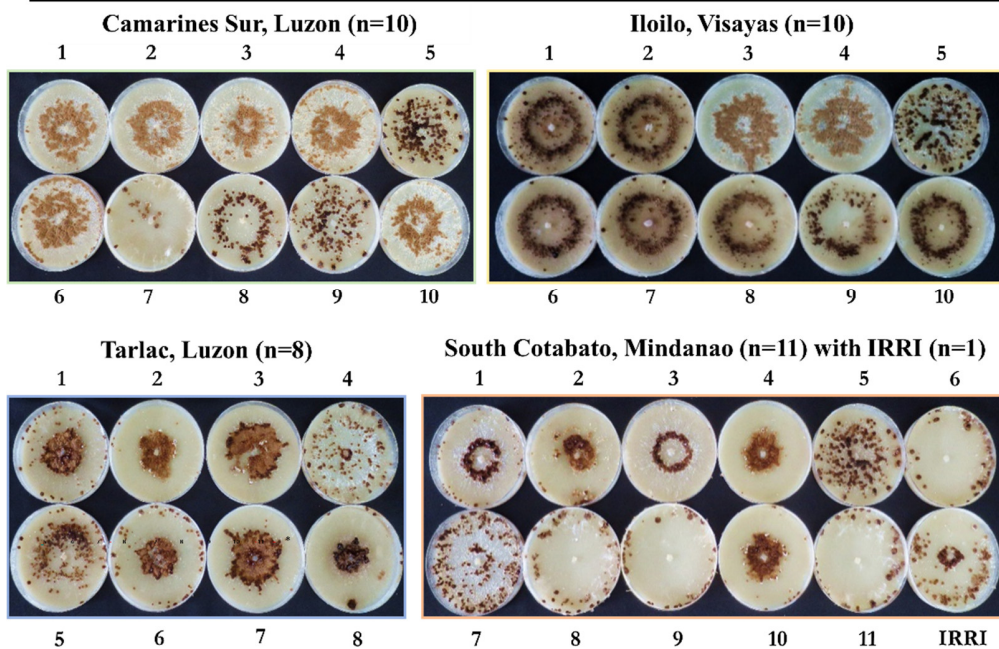 Camarines Sur, Luzon (n=10)
1 2 3 4 5
6 7 8 9 10
Iloilo, Visayas (n=10)
1 2 3 4 5
6 7 8 9 10
Tarlac, Luzon (n=8)
1 2 3 4
5 6 7 8
South Cotabato, Mindanao (n=11) with IRRI (n=1)
1 2 3 4 5 6
7 8 9 10 11 IRRI